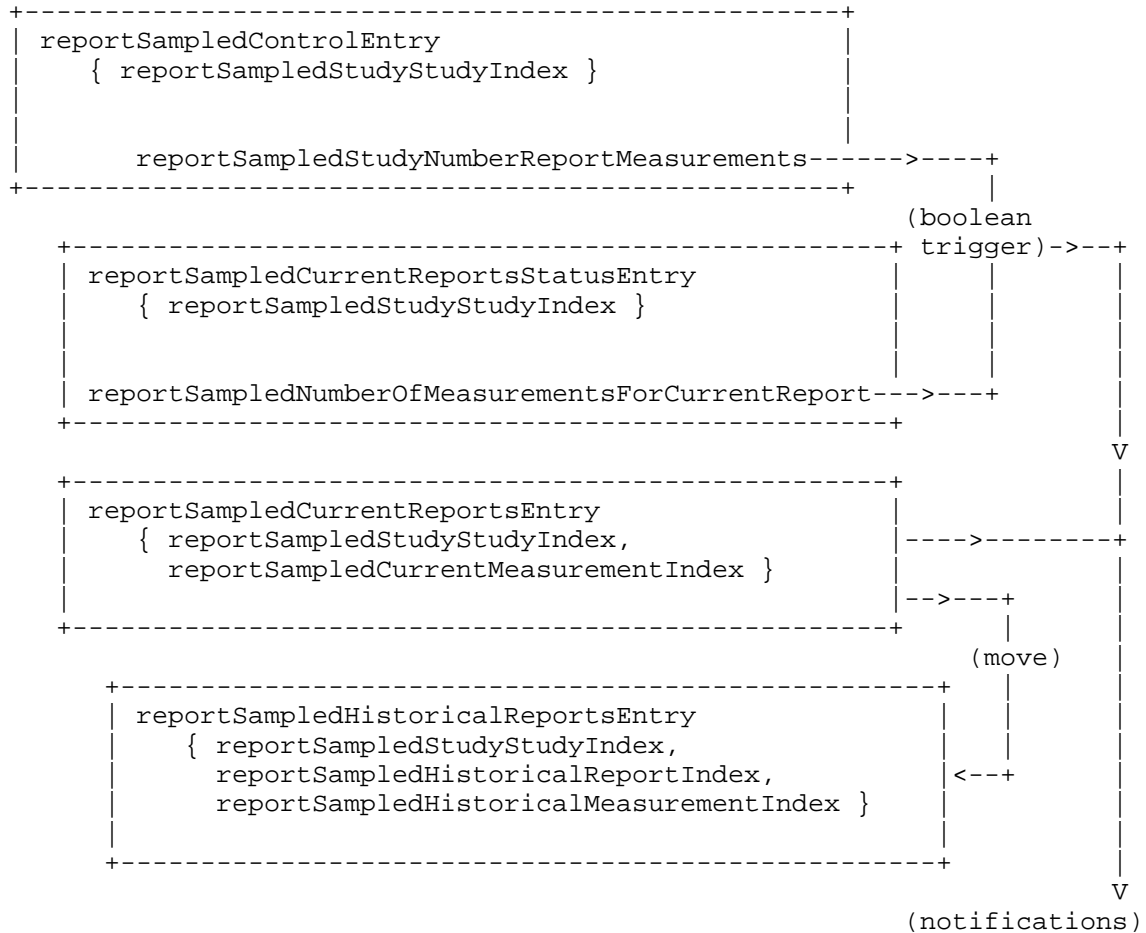 reportSampledControlEntry
{ reportSampledStudyStudyIndex }
reportSampledStudyNumberReportMeasurements------>----+
(boolean
trigger)->--+
reportSampledCurrentReportsStatusEntry
{ reportSampledStudyStudyIndex }
reportSampledNumberOfMeasurementsForCurrentReport--->---+
V
reportSampledCurrentReportsEntry
{ reportSampledStudyStudyIndex,
reportSampledCurrentMeasurementIndex }
(move)
reportSampledHistoricalReportsEntry
{ reportSampledStudyStudyIndex,
reportSampledHistoricalReportIndex,
reportSampledHistoricalMeasurementIndex }
V
(notifications)